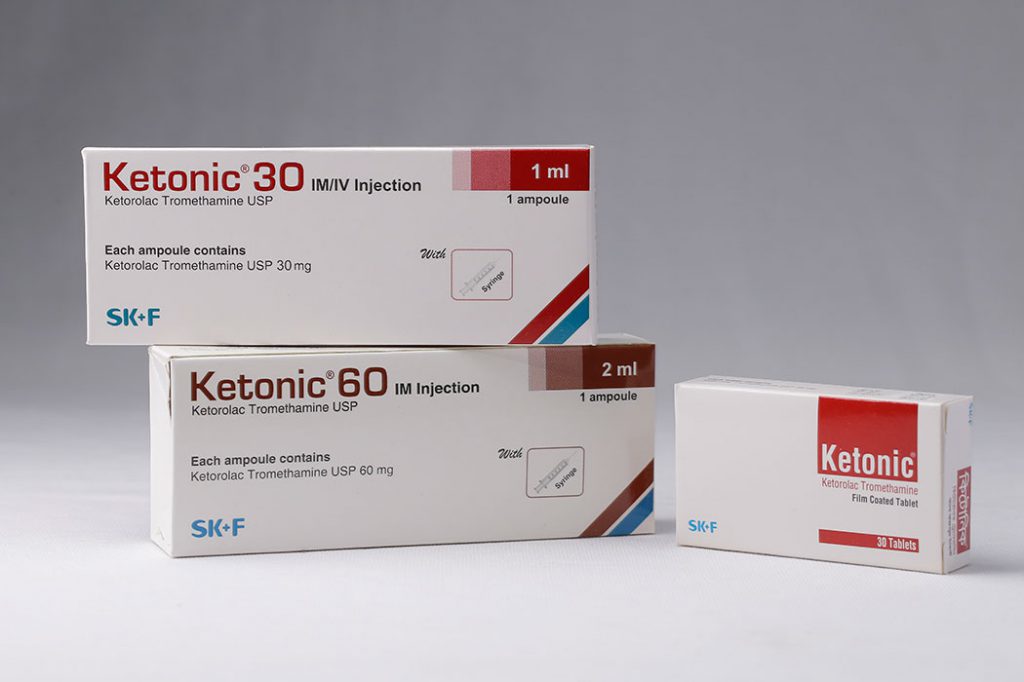 Ketonic® 30 IM/IV Injection
Ketorolac Tromethamine USP
1 ml
1 ampoule
Each ampoule contains
Ketorolac Tromethamine USP 30 mg
With
Syringe
SK+F
Ketonic® 60 IM Injection
Ketorolac Tromethamine USP
2 ml
1 ampoule
Each ampoule contains
Ketorolac Tromethamine USP 60 mg
With
Syringe
SK+F
Ketonic®
Ketorolac Tromethamine
Film Coated Tablet
SK+F
30 Tablets
কিটোনিক